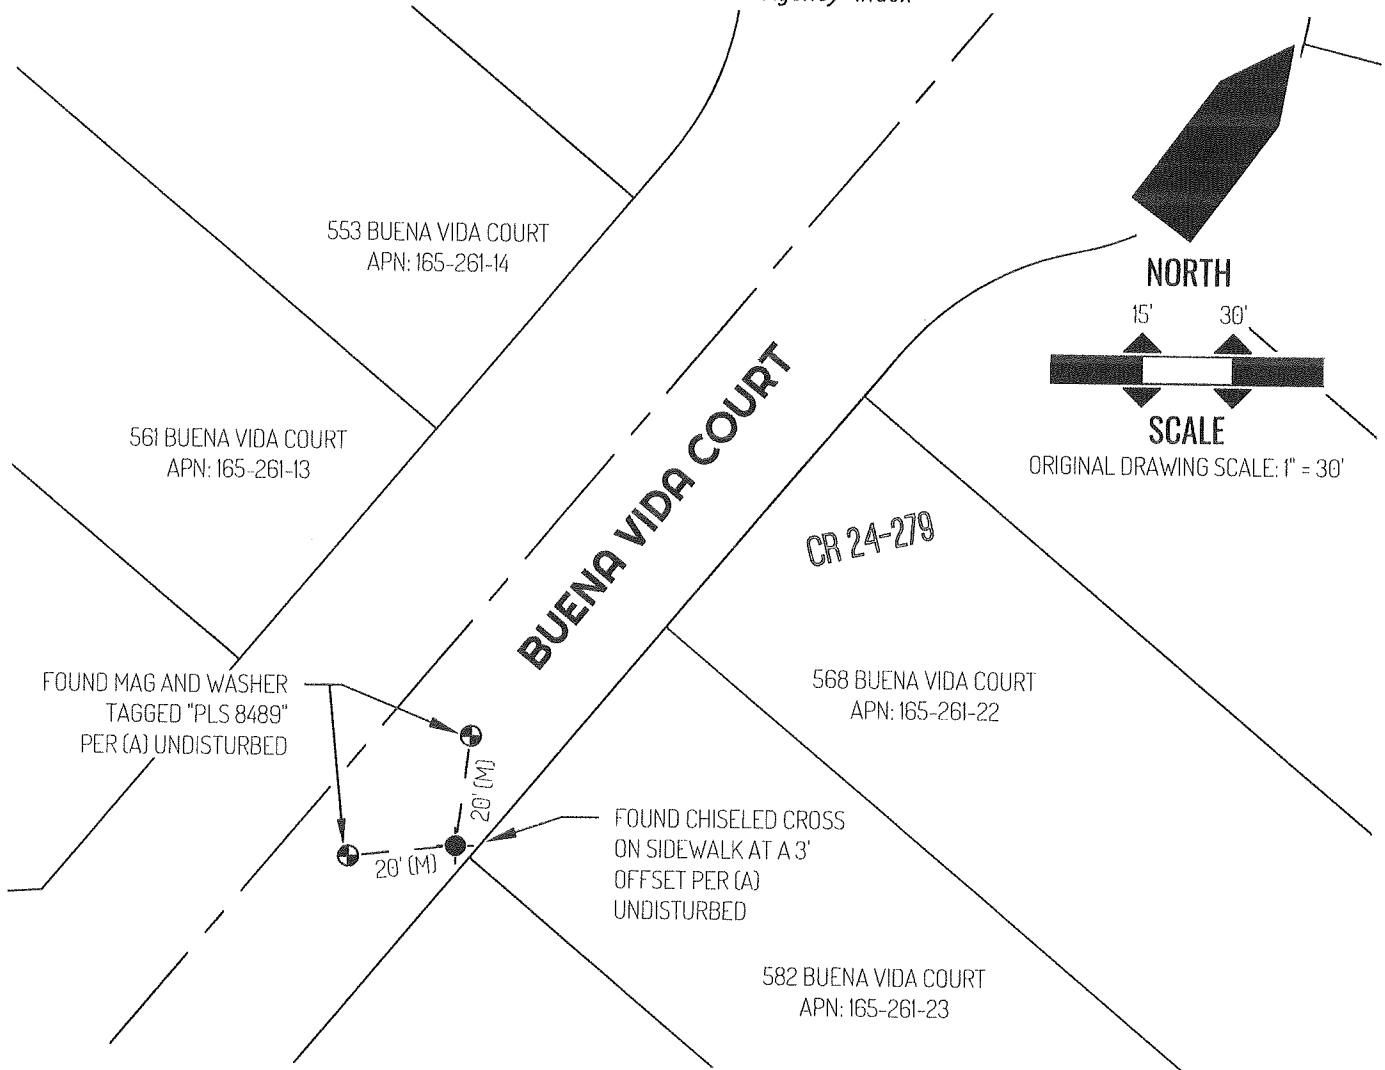 Agency Index
553 BUENA VIDA COURT
APN: 165-261-14
NORTH
15' 30'
SCALE
ORIGINAL DRAWING SCALE: 1" = 30'
561 BUENA VIDA COURT
APN: 165-261-13
BUENA VIDA COURT
CR 24-279
FOUND MAG AND WASHER
TAGGED "PLS 8489"
PER (A) UNDISTURBED
568 BUENA VIDA COURT
APN: 165-261-22
20' (M)
20' (M)
FOUND CHISELED CROSS
ON SIDEWALK AT A 3'
OFFSET PER (A)
UNDISTURBED
582 BUENA VIDA COURT
APN: 165-261-23